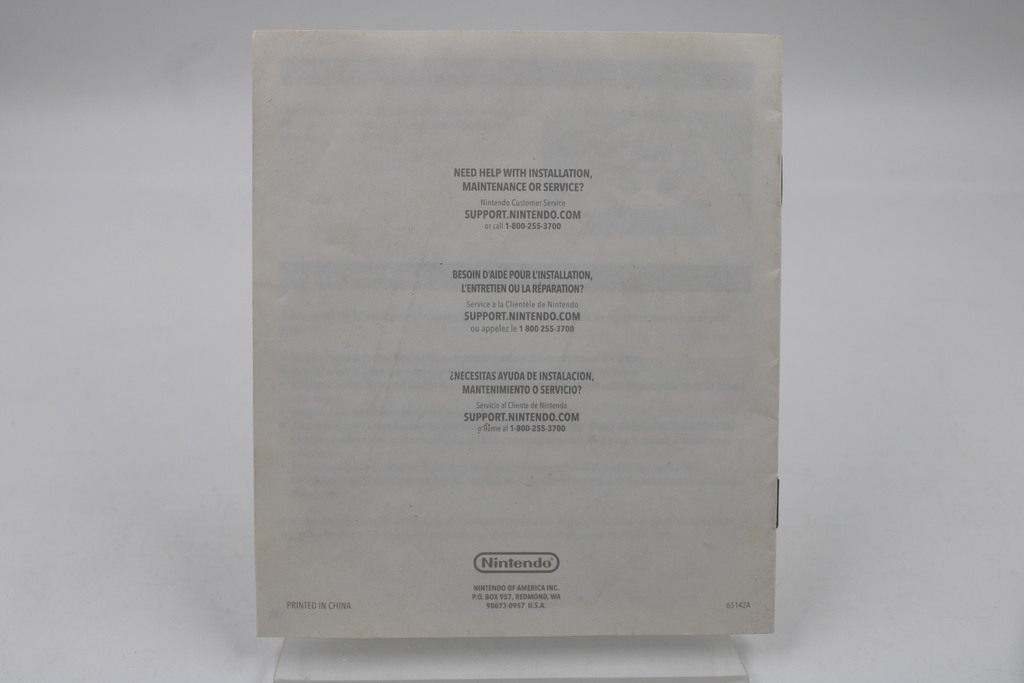 NEED HELP WITH INSTALLATION,
MAINTENANCE OR SERVICE?
Nintendo Customer Service
SUPPORT.NINTENDO.COM
or call 1-800-255-3700
BESOIN D'AIDE POUR L'INSTALLATION,
L'ENTRETIEN OU LA RÉPARATION?
Service à la Clientèle de Nintendo
SUPPORT.NINTENDO.COM
ou appelez le 1 800 255-3700
¿NECESITAS AYUDA DE INSTALACION,
MANTENIMIENTO O SERVICIO?
Servicio al Cliente de Nintendo
SUPPORT.NINTENDO.COM
o llame al 1-800-255-3700
Nintendo®
NINTENDO OF AMERICA INC.
P.O. BOX 957, REDMOND, WA
98073-0957 U.S.A.
PRINTED IN CHINA
65142A